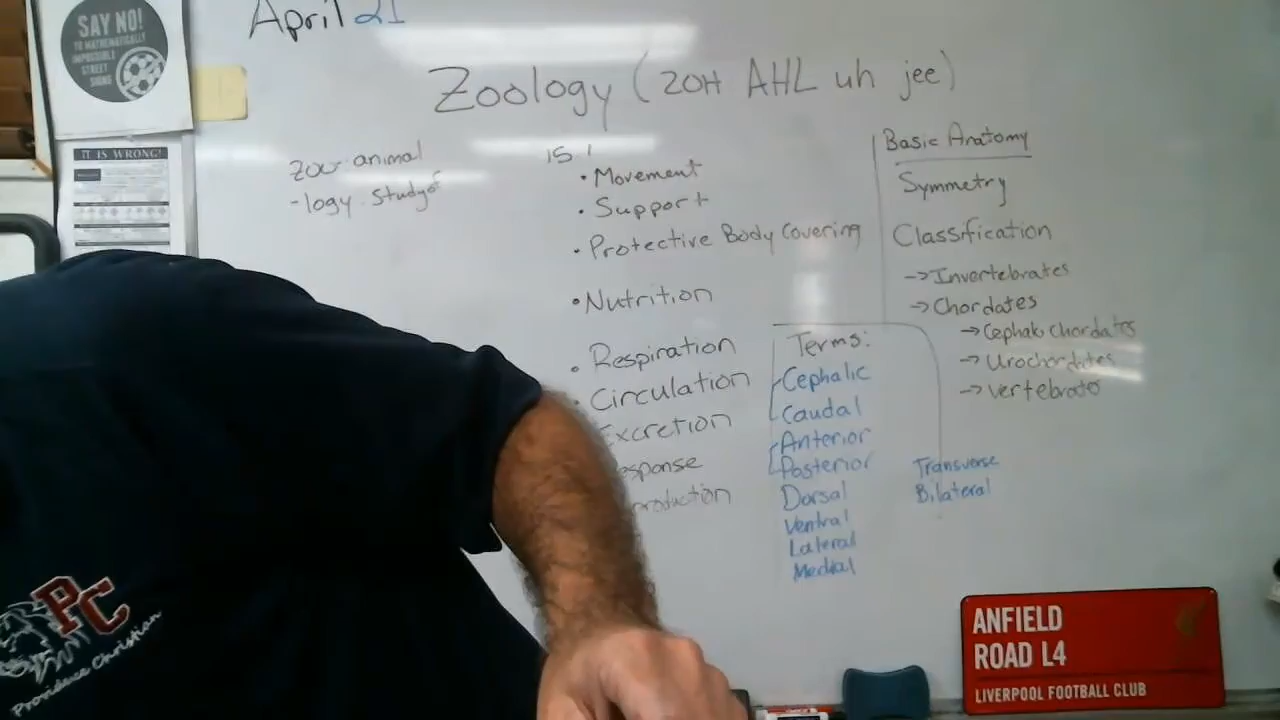 SAY NO!
TO MATHEMATICALLY
IMPOSSIBLE
STREET
SIGNS
IT IS WRONG!
April 21
Zoology (ZOH AHL uh jee)
Zoo- animal
-logy. Study of
15.1
• Movement
• Support
• Protective Body Covering
• Nutrition
• Respiration
• Circulation
Excretion
Basic Anatomy
Symmetry
Classification
-> Invertebrates
-> Chordates
-> Cephalochordates
-> Urochordates
-> Vertebrates
Terms:
Cephalic
Caudal
Anterior
Posterior
Dorsal
Ventral
Lateral
Medial
Transverse
Bilateral
PC
Providence Christian
ANFIELD
ROAD L4
LIVERPOOL FOOTBALL CLUB